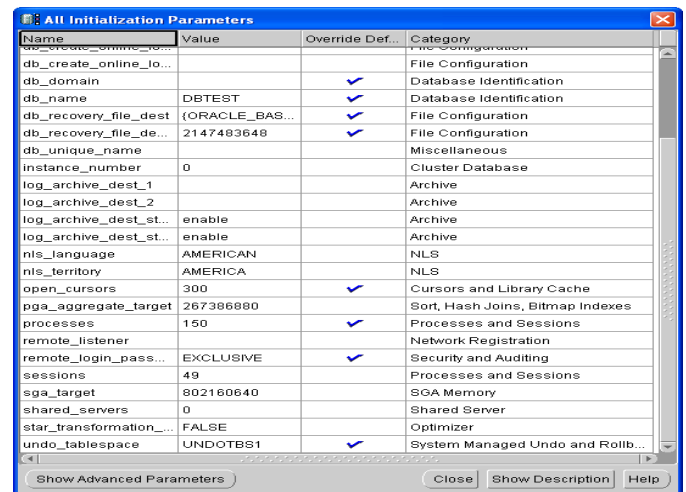 All Initialization Parameters
Name Value Override Def... Category
db_create_online_lo... File Configuration
db_create_online_lo... File Configuration
db_domain Database Identification
db_name DBTEST Database Identification
db_recovery_file_dest {ORACLE_BAS... File Configuration
db_recovery_file_de... 2147483648 File Configuration
db_unique_name Miscellaneous
instance_number 0 Cluster Database
log_archive_dest_1 Archive
log_archive_dest_2 Archive
log_archive_dest_st... enable Archive
log_archive_dest_st... enable Archive
nls_language AMERICAN NLS
nls_territory AMERICA NLS
open_cursors 300 Cursors and Library Cache
pga_aggregate_target 267386880 Sort, Hash Joins, Bitmap Indexes
processes 150 Processes and Sessions
remote_listener Network Registration
remote_login_pass... EXCLUSIVE Security and Auditing
sessions 49 Processes and Sessions
sga_target 802160640 SGA Memory
shared_servers 0 Shared Server
star_transformation_... FALSE Optimizer
undo_tablespace UNDOTBS1 System Managed Undo and Rollb...
Show Advanced Parameters Close Show Description Help